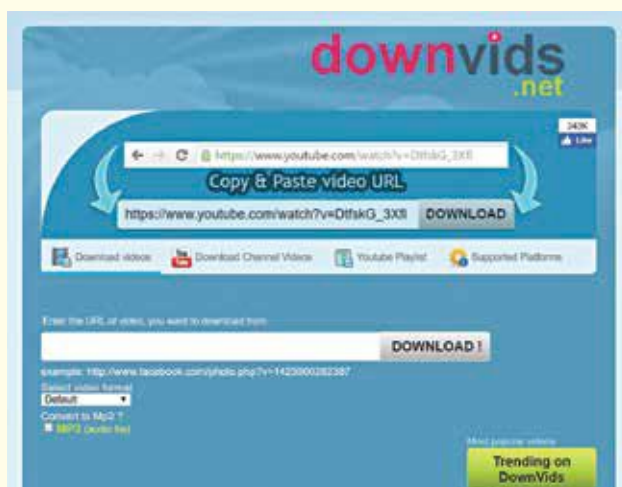 downvids
.net
243K
Like
https://www.youtube.com/watch?v=DtfskG_3Xfl
Copy & Paste video URL
https://www.youtube.com/watch?v=DtfskG_3Xfl DOWNLOAD
Download videos Download Channel Videos Youtube Playlist Supported Platforms
Enter the URL of video, you want to download from
DOWNLOAD !
example: http://www.facebook.com/photo.php?v=
Select video format
Default
Convert to Mp3 ?
MP3 (audio file)
Most popular videos
Trending on
DownVids